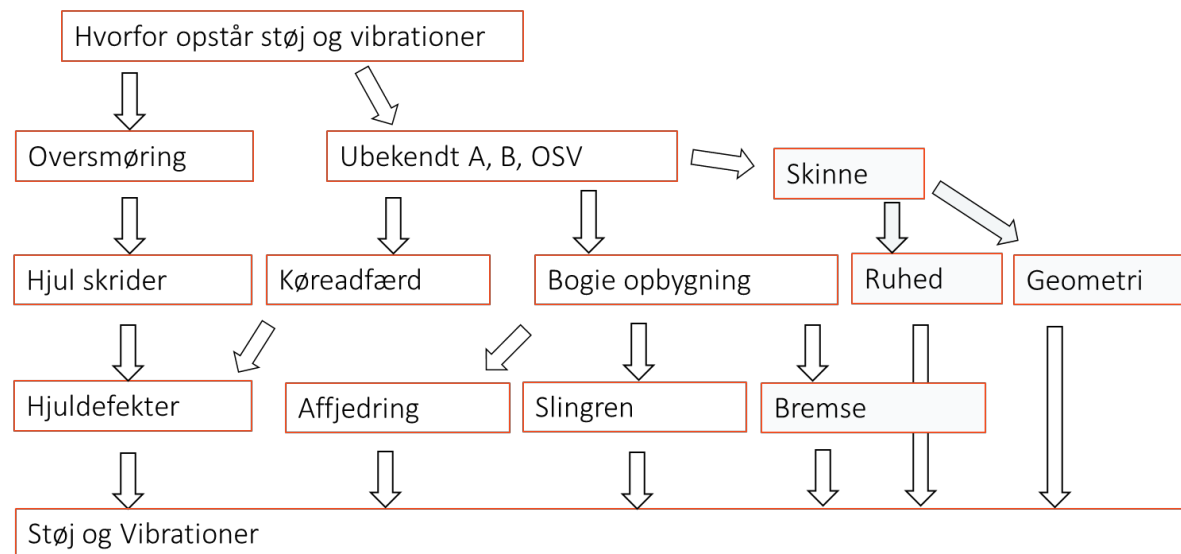 Hvorfor opstår støj og vibrationer
Oversmøring
Ubekendt A, B, OSV
Skinne
Hjul skrider
Køreadfærd
Bogie opbygning
Ruhed
Geometri
Hjuldefekter
Affjedring
Slingren
Bremse
Støj og Vibrationer